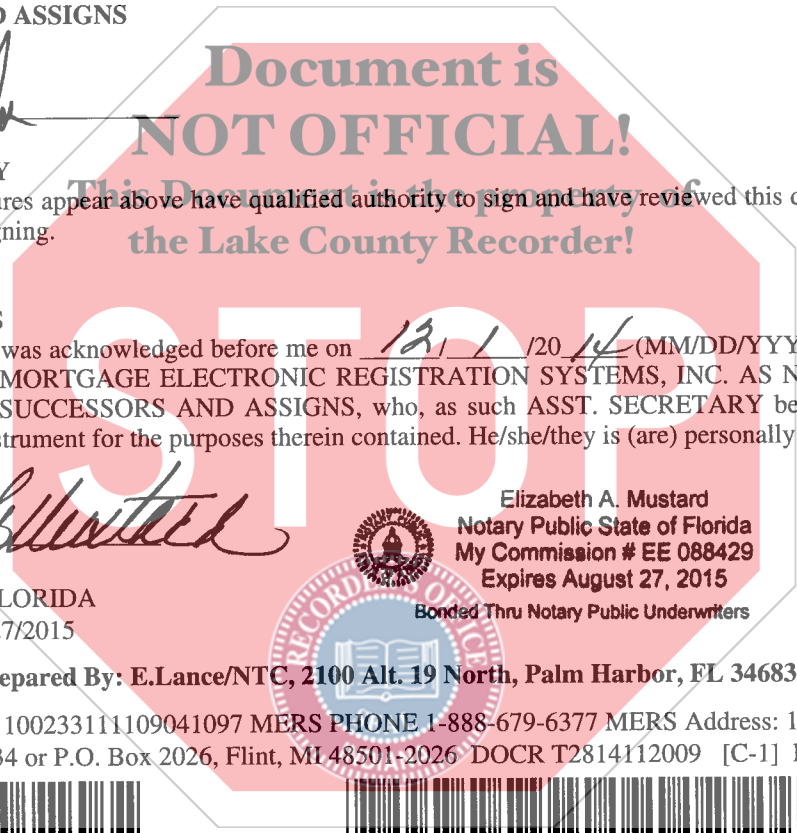 D ASSIGNS
Document is
NOT OFFICIAL!
Y
This Document is the property of
ures appear above have qualified authority to sign and have reviewed this d
gning.
the Lake County Recorder!
S
STOP
was acknowledged before me on 12/1/2014 (MM/DD/YYY
MORTGAGE ELECTRONIC REGISTRATION SYSTEMS, INC. AS N
SUCCESSORS AND ASSIGNS, who, as such ASST. SECRETARY be
strument for the purposes therein contained. He/she/they is (are) personally
Elizabeth A. Mustard
Notary Public State of Florida
My Commission # EE 088429
Expires August 27, 2015
Bonded Thru Notary Public Underwriters
LORIDA
7/2015
RECORDER'S OFFICE
epared By: E.Lance/NTC, 2100 Alt. 19 North, Palm Harbor, FL 34683
100233111109041097 MERS PHONE 1-888-679-6377 MERS Address: 1
34 or P.O. Box 2026, Flint, MI 48501-2026 DOCR T2814112009 [C-1]